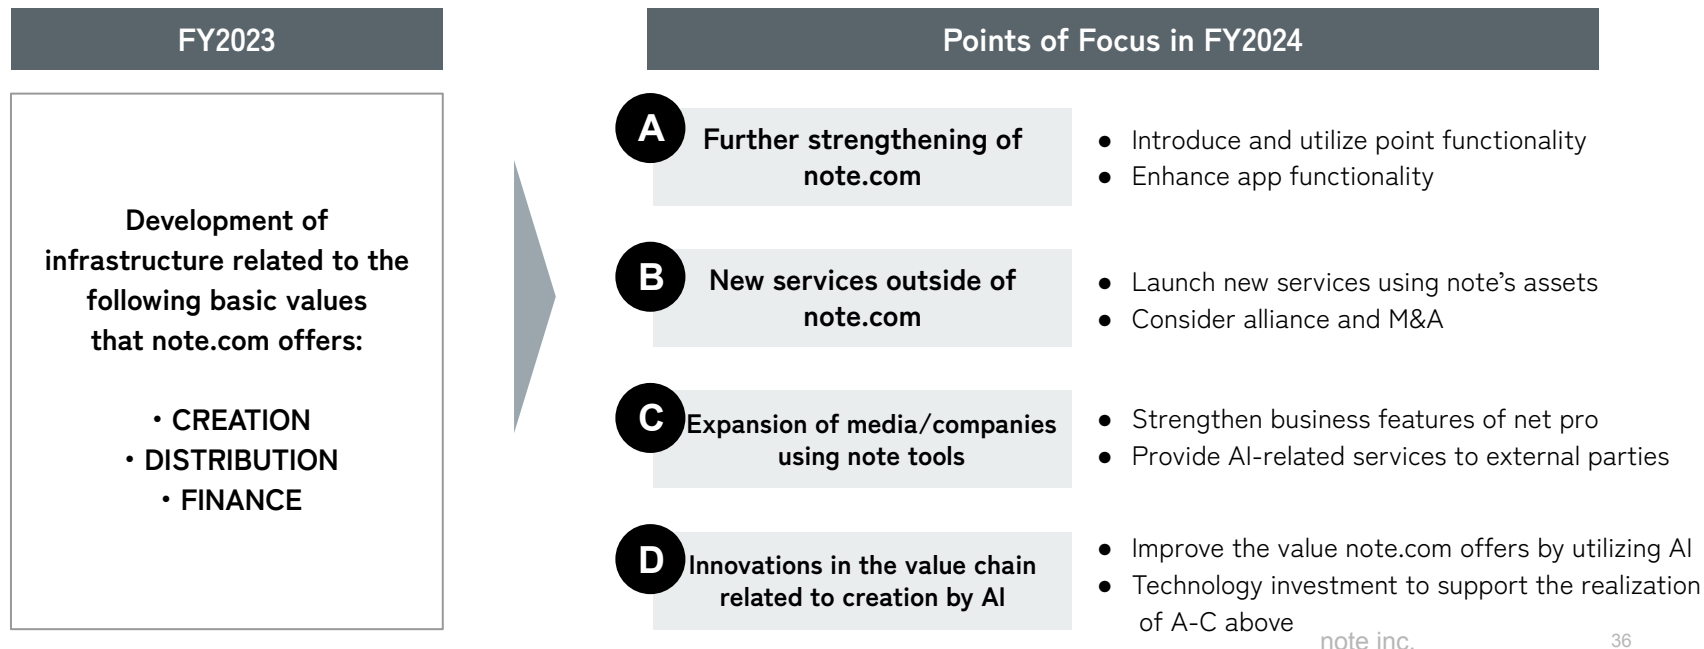 FY2023
Development of
infrastructure related to the
following basic values
that note.com offers:
・CREATION
・DISTRIBUTION
・FINANCE
Points of Focus in FY2024
A
Further strengthening of
note.com
● Introduce and utilize point functionality
● Enhance app functionality
B
New services outside of
note.com
● Launch new services using note’s assets
● Consider alliance and M&A
C
Expansion of media/companies
using note tools
● Strengthen business features of net pro
● Provide AI-related services to external parties
D
Innovations in the value chain
related to creation by AI
● Improve the value note.com offers by utilizing AI
● Technology investment to support the realization
of A-C above
note inc.
36